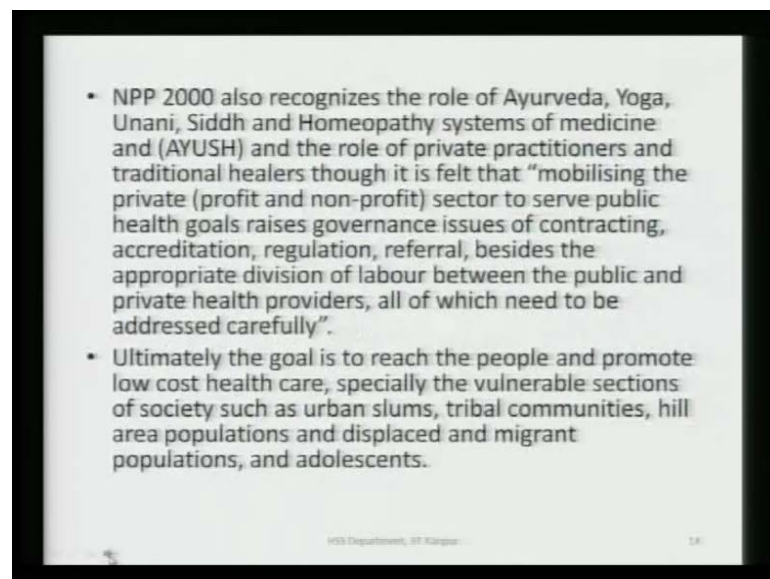 • NPP 2000 also recognizes the role of Ayurveda, Yoga,
Unani, Siddh and Homeopathy systems of medicine
and (AYUSH) and the role of private practitioners and
traditional healers though it is felt that “mobilising the
private (profit and non-profit) sector to serve public
health goals raises governance issues of contracting,
accreditation, regulation, referral, besides the
appropriate division of labour between the public and
private health providers, all of which need to be
addressed carefully”.
• Ultimately the goal is to reach the people and promote
low cost health care, specially the vulnerable sections
of society such as urban slums, tribal communities, hill
area populations and displaced and migrant
populations, and adolescents.
HSS Department, IIT Kanpur